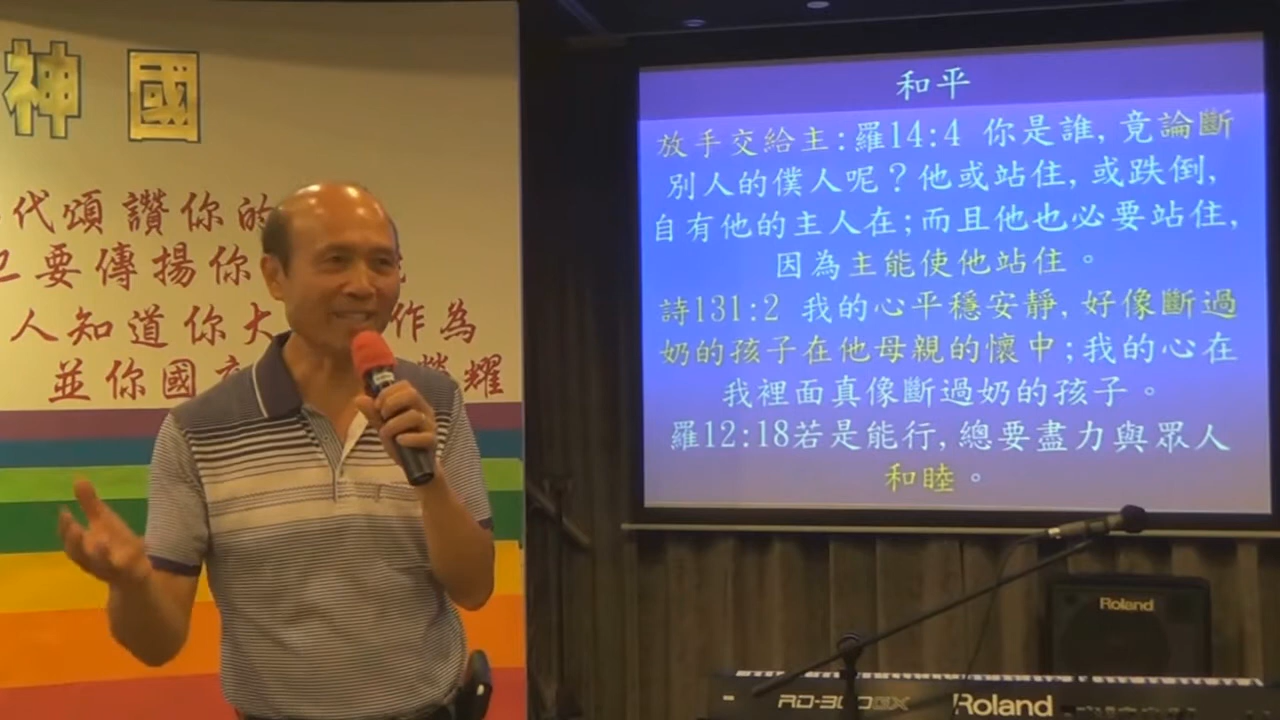 神國
代頌讚你的
要傳揚你
人知道你大 作為
並你國 榮耀
和平
放手交給主:羅14:4 你是誰,竟論斷
別人的僕人呢?他或站住,或跌倒,
自有他的主人在;而且他也必要站住,
因為主能使他站住。
詩131:2 我的心平穩安靜,好像斷過
奶的孩子在他母親的懷中;我的心在
我裡面真像斷過奶的孩子。
羅12:18若是能行,總要盡力與眾人
和睦。
Roland
RD-300GX Roland